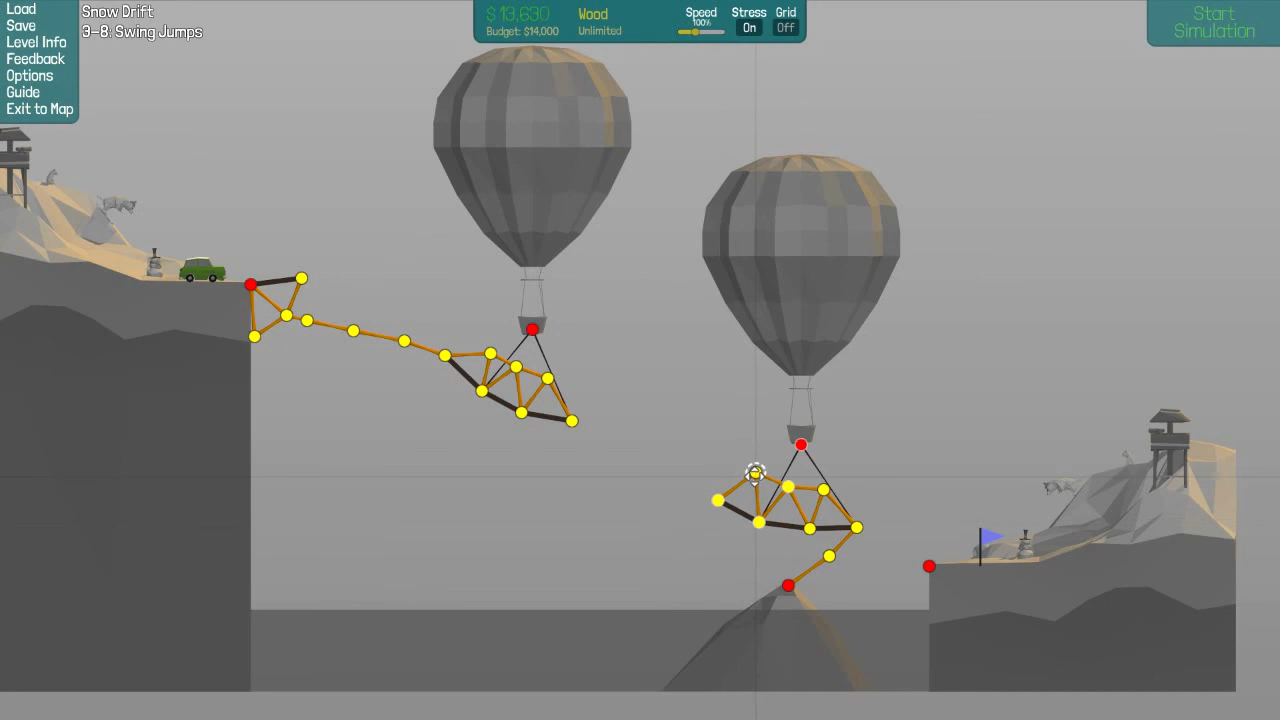 Load
Save
Level Info
Feedback
Options
Guide
Exit to Map
Snow Drift
3-8: Swing Jumps
$ 13,630
Budget: $14,000
Wood
Unlimited
Speed
100%
Stress
On
Grid
Off
Start
Simulation